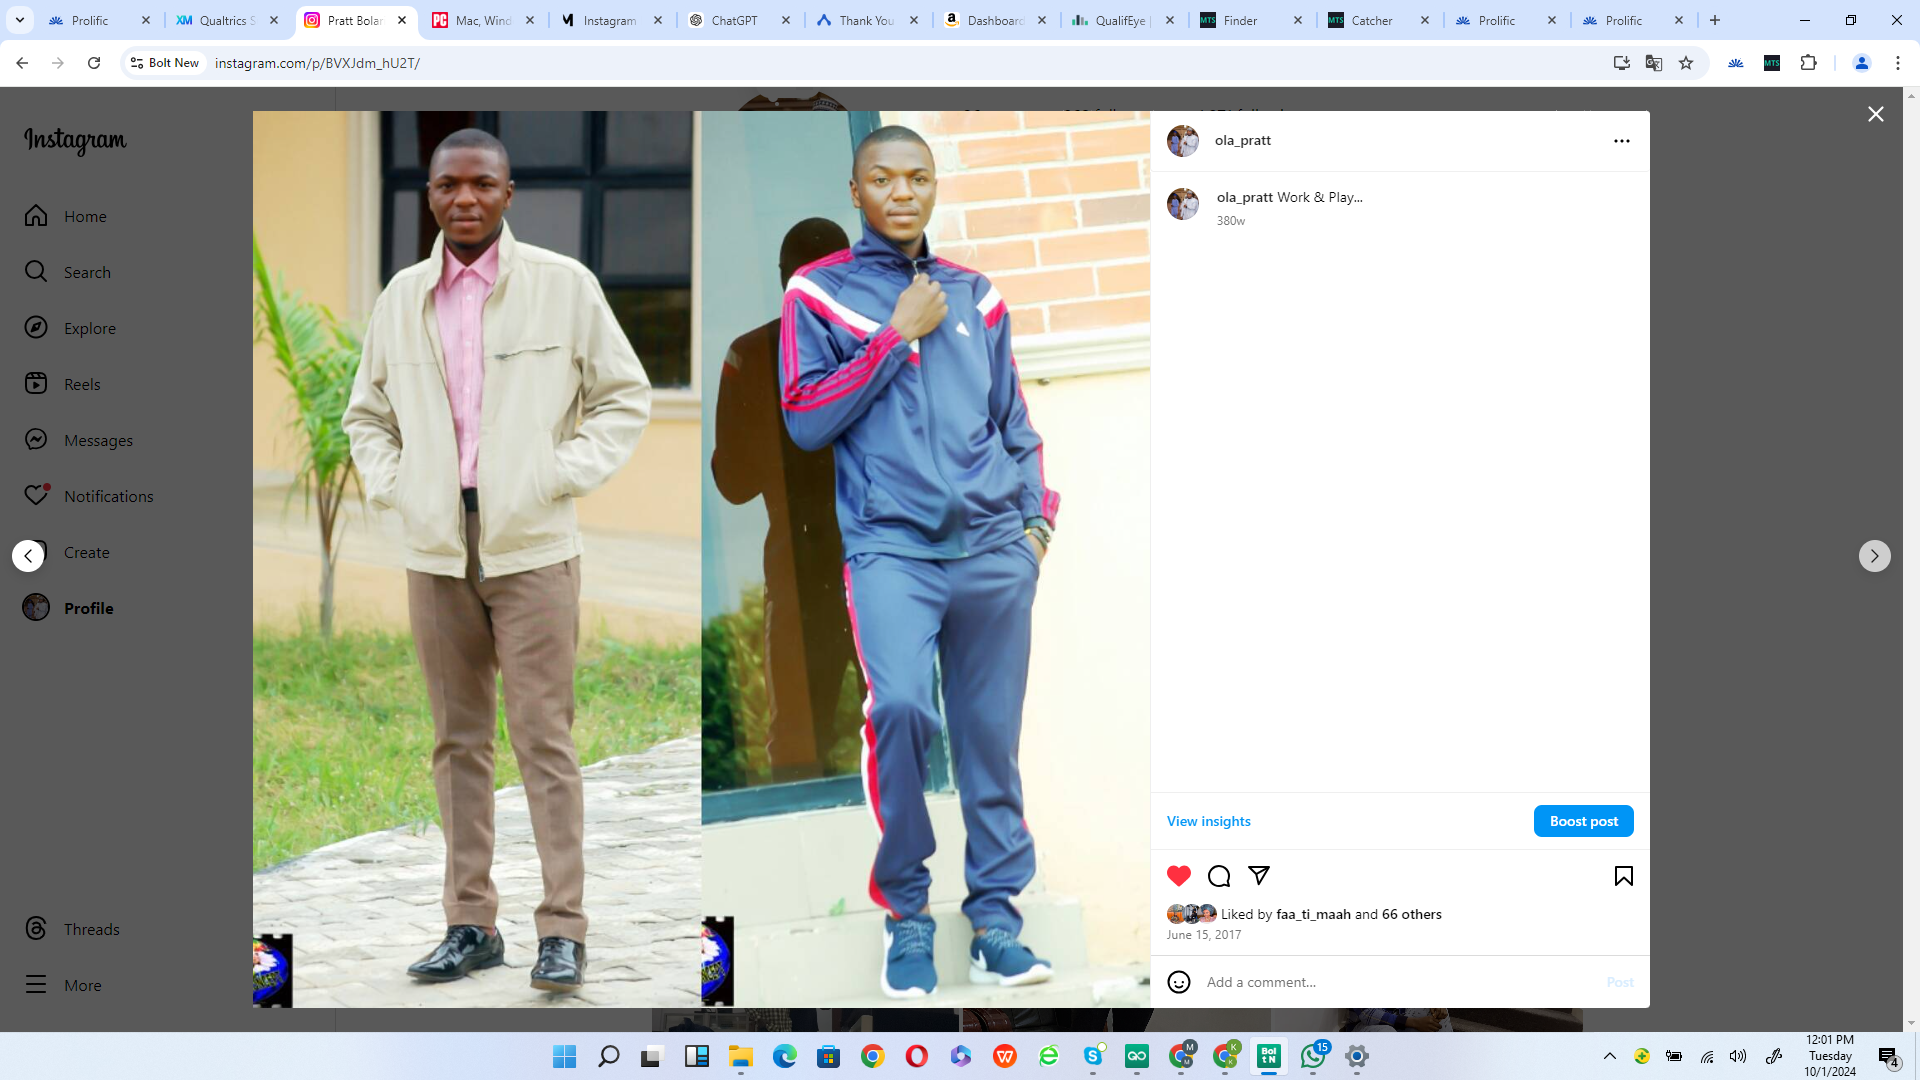 Prolific
Qualtrics S
Pratt Bolar
Mac, Wind
Instagram
ChatGPT
Thank You
Dashboard
QualifEye |
Finder
Catcher
Prolific
Prolific
Bolt New
instagram.com/p/BVXJdm_hU2T/
MTS
Instagram
Home
Search
Explore
Reels
Messages
Notifications
Create
Profile
Threads
More
ola_pratt
ola_pratt Work & Play...
380w
View insights
Boost post
Liked by faa_ti_maah and 66 others
June 15, 2017
Add a comment...
Post
15
12:01 PM
Tuesday
10/1/2024
4